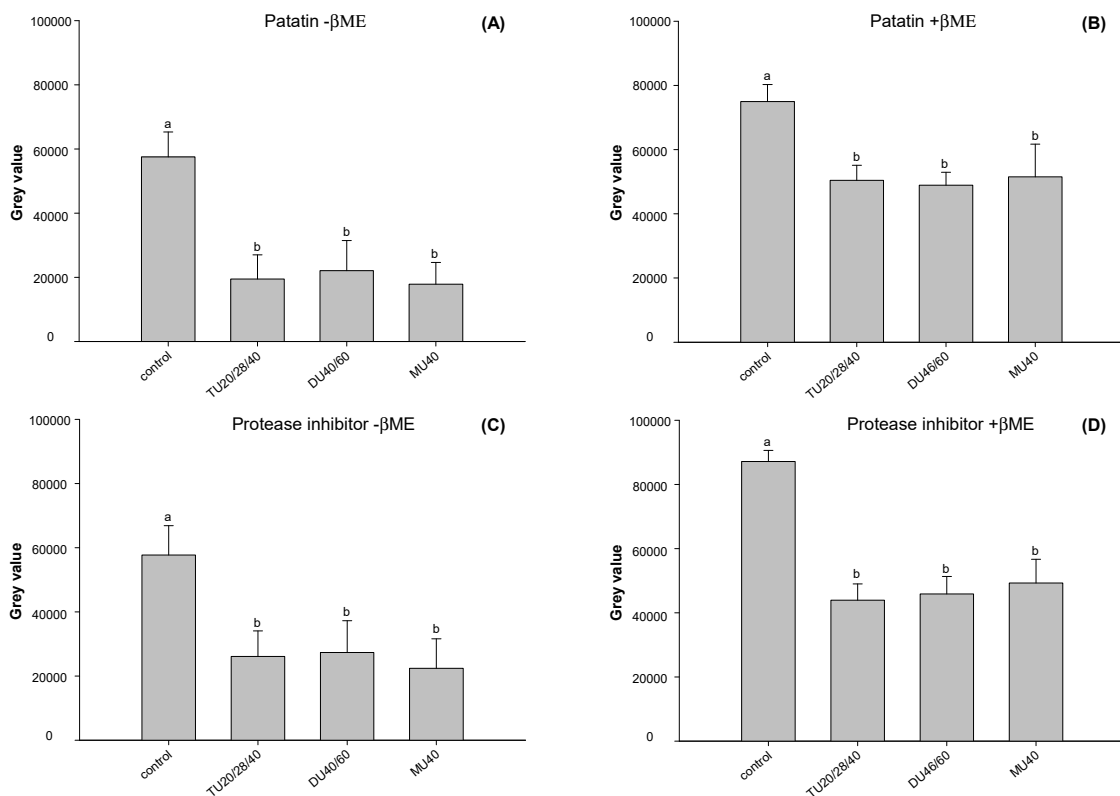 Patatin -βME
(A)
100000
80000
60000
40000
20000
0
Grey value
a
b
b
b
control
TU20/28/40
DU40/60
MU40
Patatin +βME
(B)
100000
80000
60000
40000
20000
0
Grey value
a
b
b
b
control
TU20/28/40
DU46/60
MU40
Protease inhibitor -βME
(C)
100000
80000
60000
40000
20000
0
Grey value
a
b
b
b
control
TU20/28/40
DU40/60
MU40
Protease inhibitor +βME
(D)
100000
80000
60000
40000
20000
0
Grey value
a
b
b
b
control
TU20/28/40
DU46/60
MU40